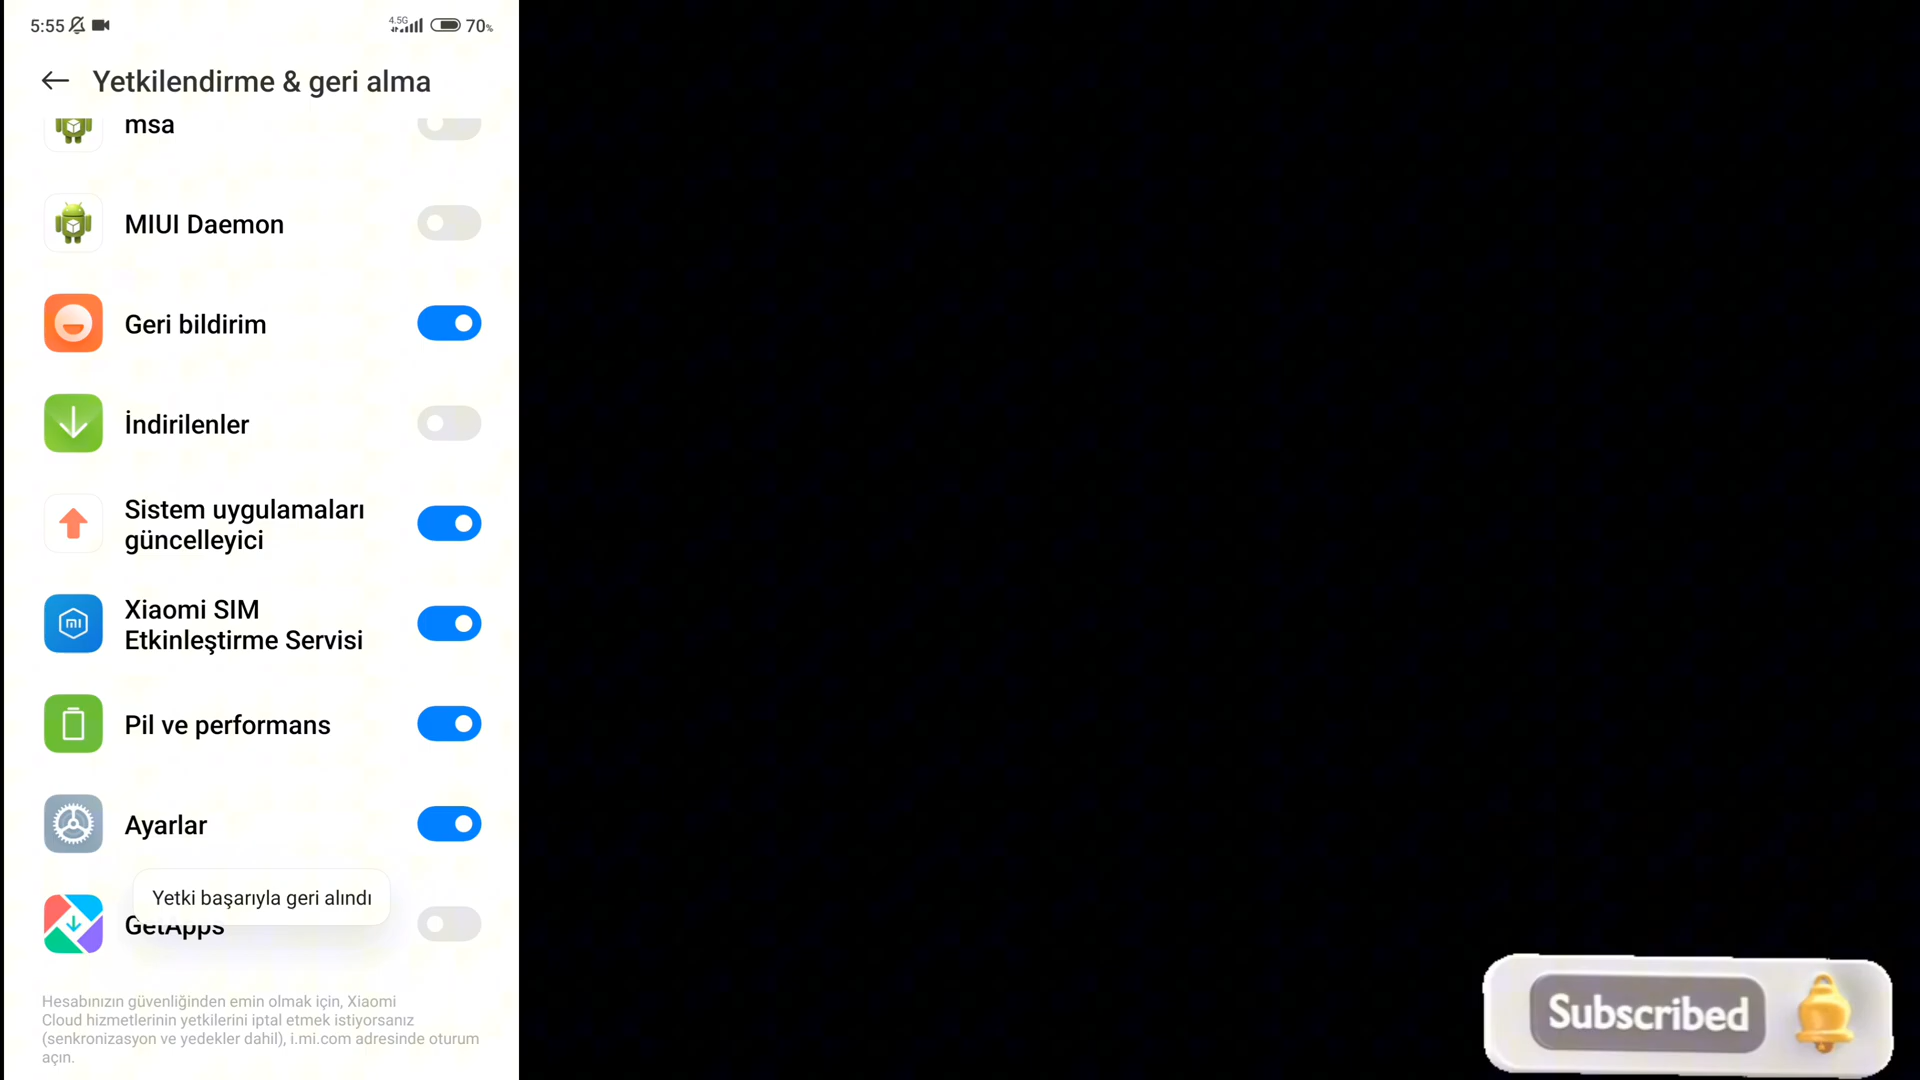 5:55
4.5G
70%
Yetkilendirme & geri alma
msa
MIUI Daemon
Geri bildirim
İndirilenler
Sistem uygulamaları
güncelleyici
Xiaomi SIM
Etkinleştirme Servisi
Pil ve performans
Ayarlar
Yetki başarıyla geri alındı
GetApps
Hesabınızın güvenliğinden emin olmak için, Xiaomi
Cloud hizmetlerinin yetkilerini iptal etmek istiyorsanız
(senkronizasyon ve yedekler dahil), i.mi.com adresinde oturum
açın.
Subscribed